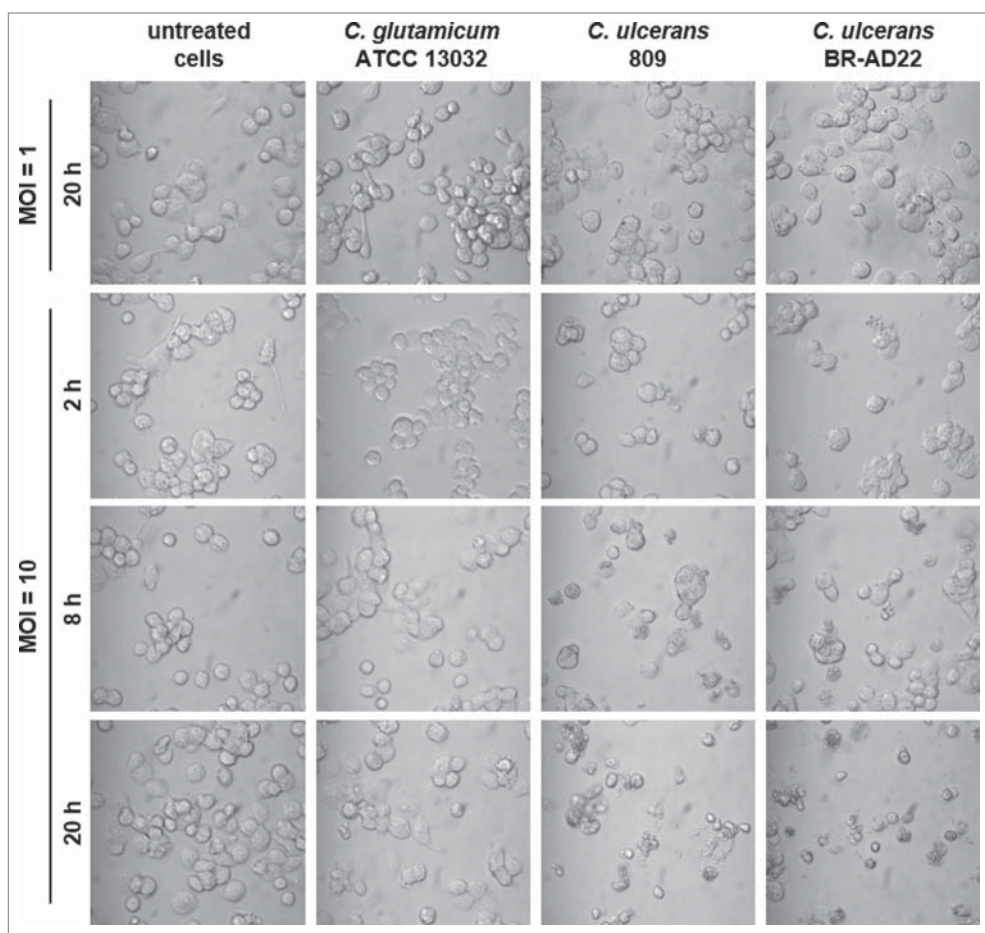 untreated
cells
C. glutamicum
ATCC 13032
C. ulcerans
809
C. ulcerans
BR-AD22
MOI = 1
20 h
MOI = 10
2 h
8 h
20 h